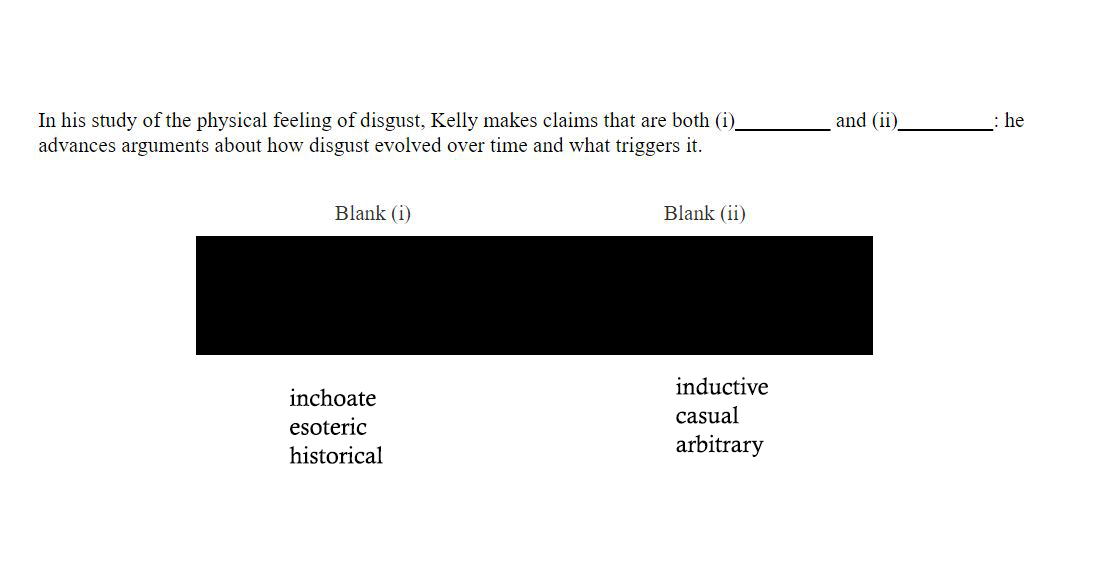 In his study of the physical feeling of disgust, Kelly makes claims that are both (i)_________ and (ii)_________: he
advances arguments about how disgust evolved over time and what triggers it.
Blank (i) Blank (ii)
inchoate
esoteric
historical
inductive
casual
arbitrary